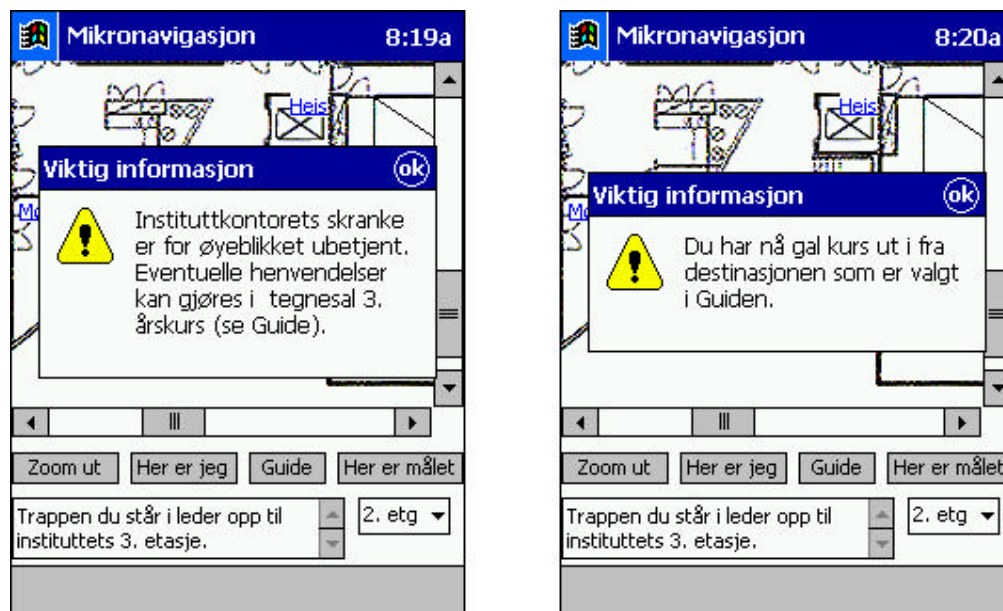 Mikronavigasjon 8:19a
Heis
Viktig informasjon ok
Instituttkontorets skranke
er for øyeblikket ubetjent.
Eventuelle henvendelser
kan gjøres i tegnesal 3.
årskurs (se Guide).
Zoom ut Her er jeg Guide Her er målet
Trappen du står i leder opp til
instituttets 3. etasje.
2. etg
Mikronavigasjon 8:20a
Heis
Viktig informasjon ok
Du har nå gal kurs ut i fra
destinasjonen som er valgt
i Guiden.
Zoom ut Her er jeg Guide Her er målet
Trappen du står i leder opp til
instituttets 3. etasje.
2. etg